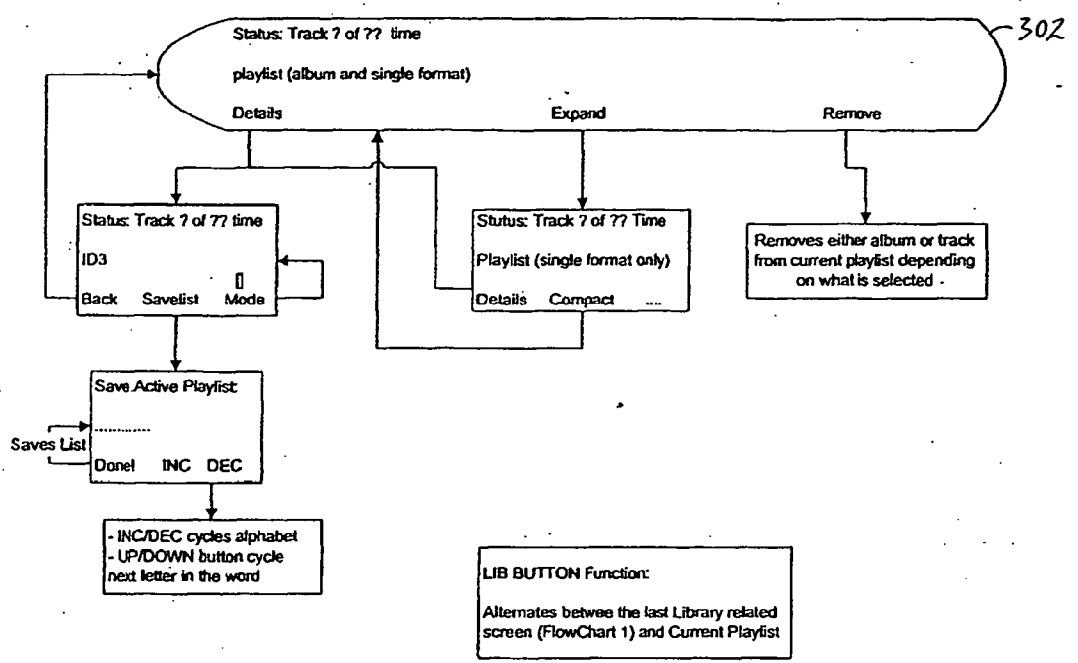 Status: Track ? of ?? time
302
playlist (album and single format)
Details Expand Remove
Status: Track ? of ?? time
ID3
Back Savelist Mode
Stutus: Track ? of ?? Time
Playlist (single format only)
Details Compact ....
Removes either album or track
from current playlist depending
on what is selected
Save Active Playlist:
............
Saves List
Done! INC DEC
- INC/DEC cycles alphabet
- UP/DOWN button cycle
next letter in the word
LIB BUTTON Function:
Alternates betwee the last Library related
screen (FlowChart 1) and Current Playlist